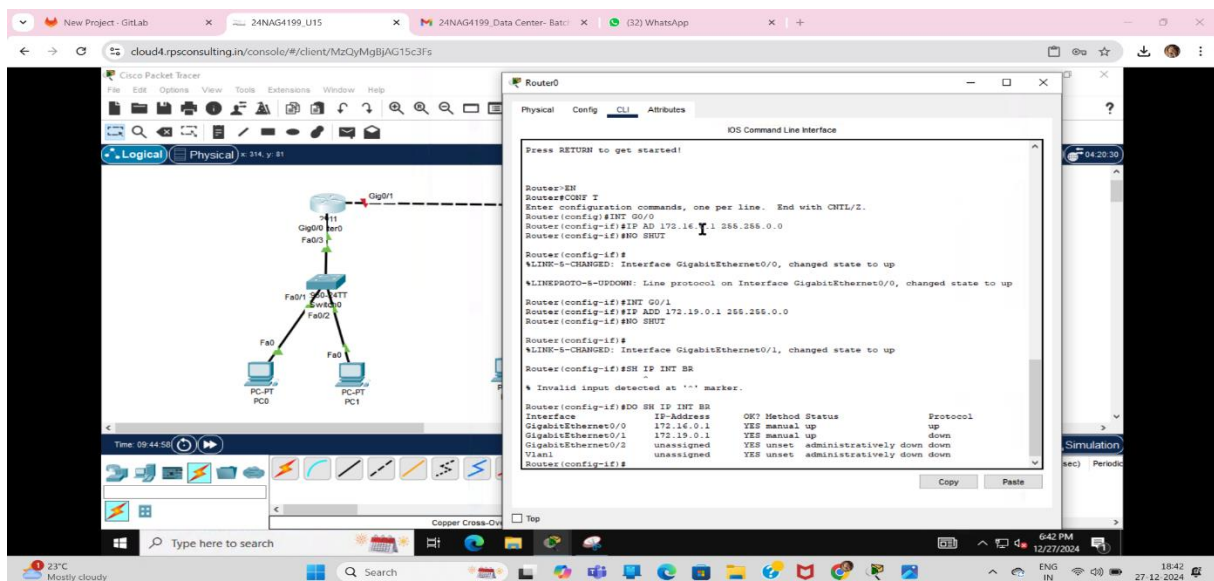 New Project - GitLab
24NAG4199_U15
24NAG4199_Data Center- Batch
(32) WhatsApp
cloud4.rpsconsulting.in/console/#/client/MzQyMgBjAG15c3Fs
Cisco Packet Tracer
File Edit Options View Tools Extensions Window Help
Logical Physical x: 314, y: 81
04:20:30
Gig0/1
Gig0/0
Fa0/3
Fa0/1
Switch0
Fa0/2
Fa0
Fa0
PC-PT
PC0
PC-PT
PC1
Time: 09:44:58
Simulation
Copper Cross-Ov
Router0
Physical Config CLI Attributes
IOS Command Line Interface
Press RETURN to get started!
Router>EN
Router#CONF T
Enter configuration commands, one per line. End with CNTL/Z.
Router(config)#INT G0/0
Router(config-if)#IP AD 172.16.0.1 255.255.0.0
Router(config-if)#NO SHUT
Router(config-if)#
%LINK-5-CHANGED: Interface GigabitEthernet0/0, changed state to up
%LINEPROTO-5-UPDOWN: Line protocol on Interface GigabitEthernet0/0, changed state to up
Router(config-if)#INT G0/1
Router(config-if)#IP ADD 172.19.0.1 255.255.0.0
Router(config-if)#NO SHUT
Router(config-if)#
%LINK-5-CHANGED: Interface GigabitEthernet0/1, changed state to up
Router(config-if)#SH IP INT BR
^
% Invalid input detected at '^' marker.
Router(config-if)#DO SH IP INT BR
Interface IP-Address OK? Method Status Protocol
GigabitEthernet0/0 172.16.0.1 YES manual up up
GigabitEthernet0/1 172.19.0.1 YES manual up down
GigabitEthernet0/2 unassigned YES unset administratively down down
Vlan1 unassigned YES unset administratively down down
Router(config-if)#
Copy Paste
Top
sec) Periodic
Type here to search
6:42 PM
12/27/2024
23°C
Mostly cloudy
Search
ENG
IN
18:42
27-12-2024